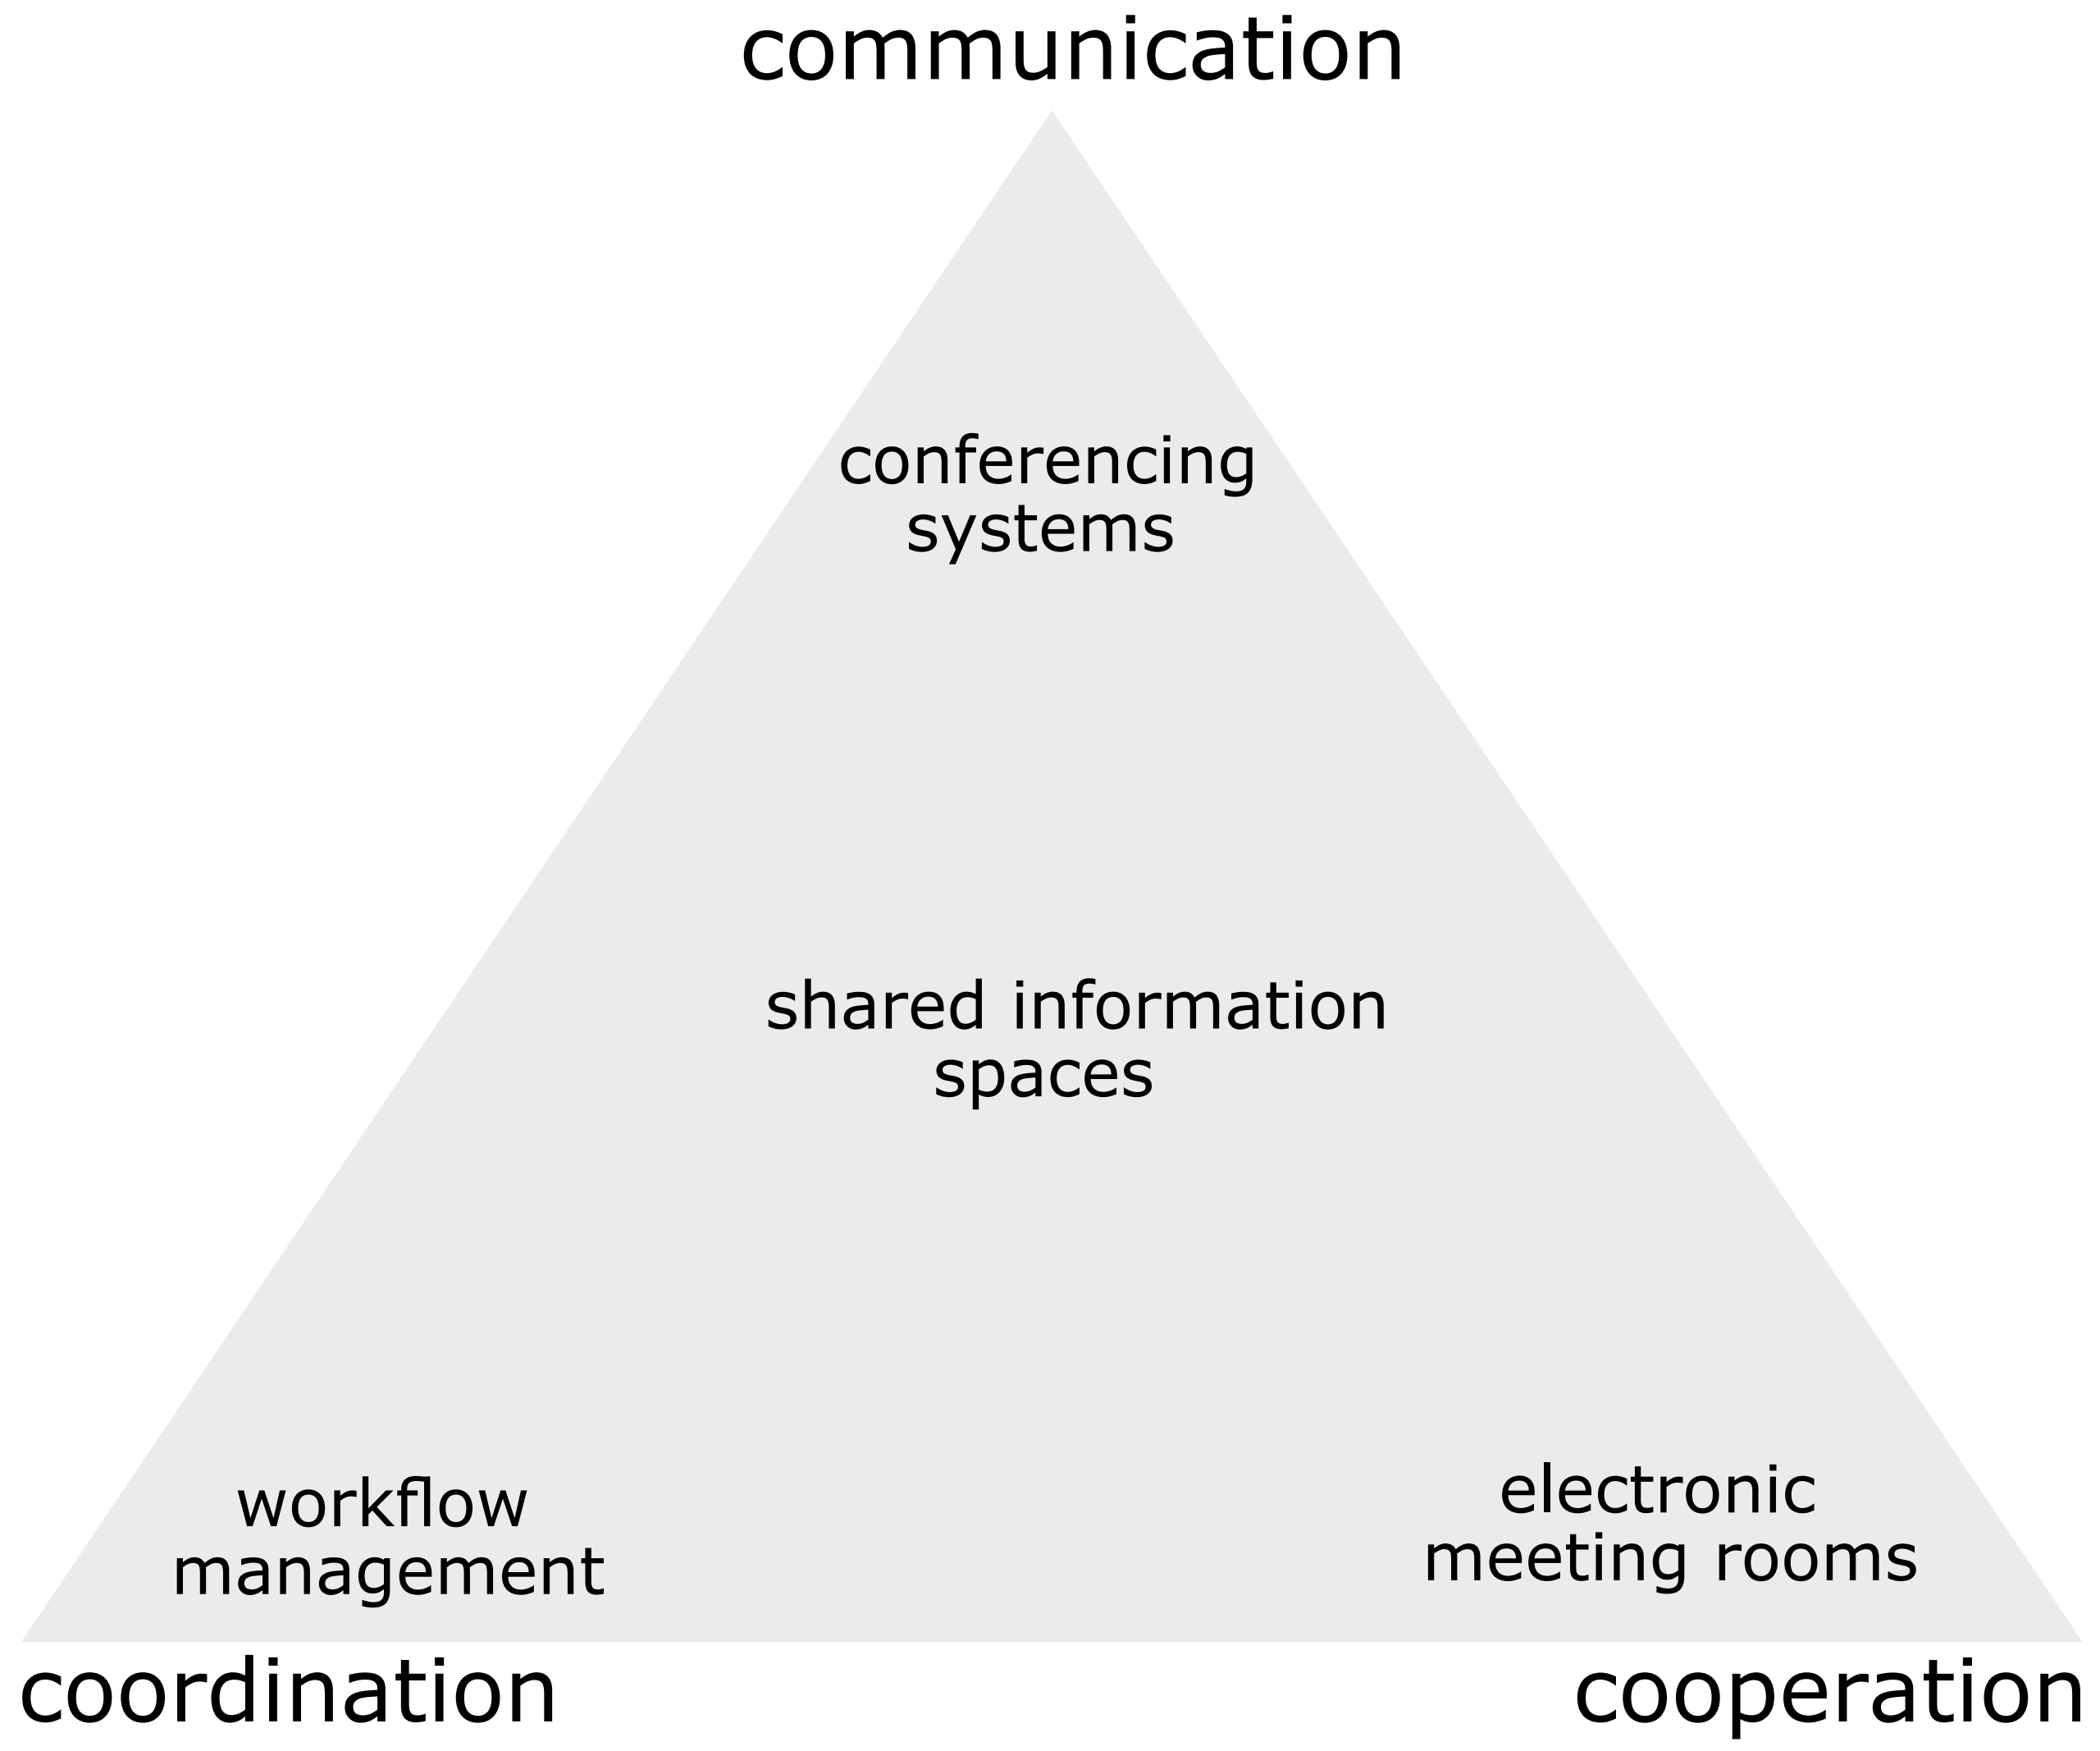 communication
conferencing
systems
shared information
spaces
workflow
management
electronic
meeting rooms
coordination
cooperation